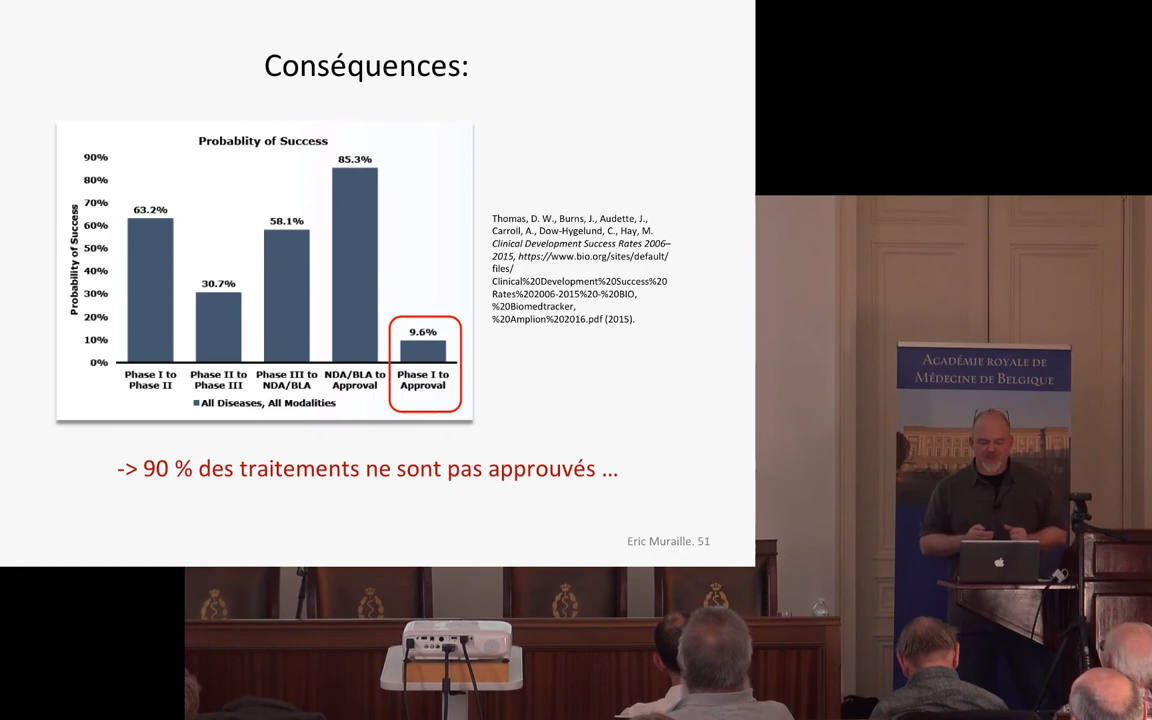 Conséquences:
Probablity of Success
Probability of Success
90%
80%
70%
60%
50%
40%
30%
20%
10%
0%
63.2%
30.7%
58.1%
85.3%
9.6%
Phase I to
Phase II
Phase II to
Phase III
Phase III to
NDA/BLA
NDA/BLA to
Approval
Phase I to
Approval
All Diseases, All Modalities
Thomas, D. W., Burns, J., Audette, J.,
Carroll, A., Dow-Hygelund, C., Hay, M.
Clinical Development Success Rates 2006–
2015, https://www.bio.org/sites/default/
files/
Clinical%20Development%20Success%20
Rates%202006-2015%20-%20BIO,
%20Biomedtracker,
%20Amplion%202016.pdf (2015).
-> 90 % des traitements ne sont pas approuvés ...
Eric Muraille. 51
Académie royale de
Médecine de Belgique